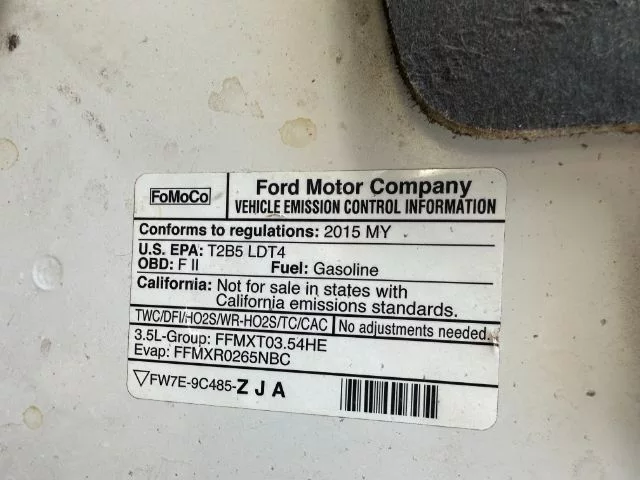 FoMoCo
Ford Motor Company
VEHICLE EMISSION CONTROL INFORMATION
Conforms to regulations: 2015 MY
U.S. EPA: T2B5 LDT4
OBD: F II Fuel: Gasoline
California: Not for sale in states with
California emissions standards.
TWC/DFI/HO2S/WR-HO2S/TC/CAC No adjustments needed.
3.5L-Group: FFMXT03.54HE
Evap: FFMXR0265NBC
▽FW7E-9C485-ZJA